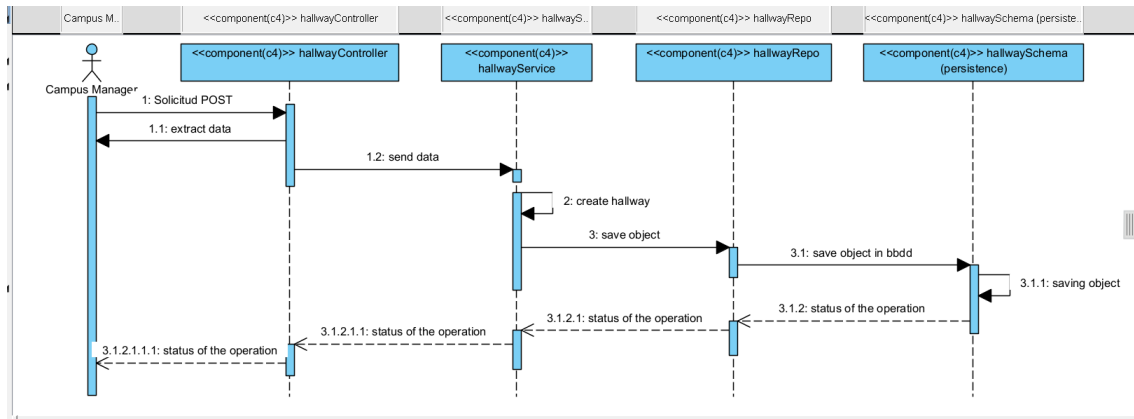 Campus M..
<<component(c4)>> hallwayController
<<component(c4)>> hallwayS..
<<component(c4)>> hallwayRepo
<<component(c4)>> hallwaySchema (persiste..
<<component(c4)>> hallwayController
<<component(c4)>>
hallwayService
<<component(c4)>> hallwayRepo
<<component(c4)>> hallwaySchema
(persistence)
Campus Manager
1: Solicitud POST
1.1: extract data
1.2: send data
2: create hallway
3: save object
3.1: save object in bbdd
3.1.1: saving object
3.1.2: status of the operation
3.1.2.1: status of the operation
3.1.2.1.1: status of the operation
3.1.2.1.1.1: status of the operation